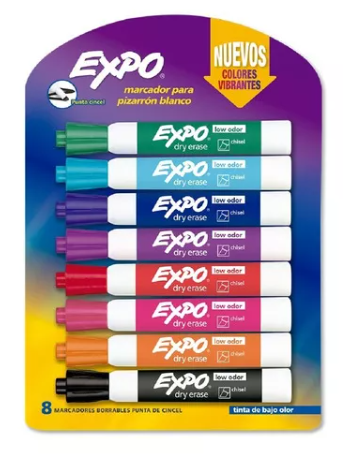 EXPO®
marcador para
pizarrón blanco
Punta cincel
NUEVOS
COLORES
VIBRANTES
EXPO® low odor
dry erase chisel
EXPO® low odor
dry erase chisel
EXPO® low odor
dry erase chisel
EXPO® low odor
dry erase chisel
EXPO® low odor
dry erase chisel
EXPO® low odor
dry erase chisel
EXPO® low odor
dry erase chisel
EXPO® low odor
dry erase chisel
8 MARCADORES BORRABLES PUNTA DE CINCEL
tinta de bajo olor